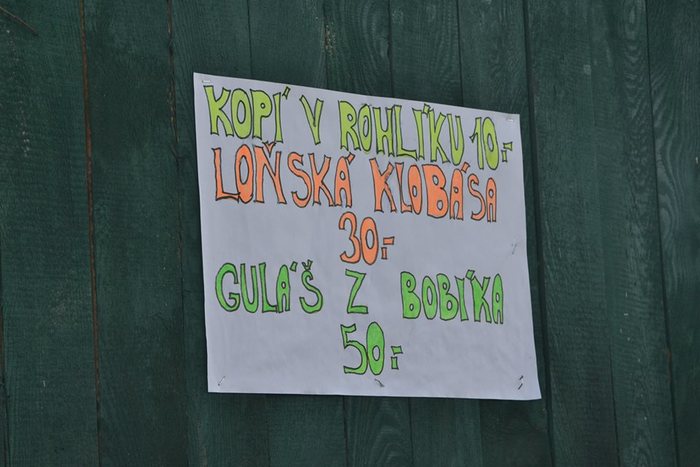 KOPÍ V ROHLÍKU 10.-
LOŇSKÁ KLOBÁSA
30.-
GULÁŠ Z BOBÍKA
50.-